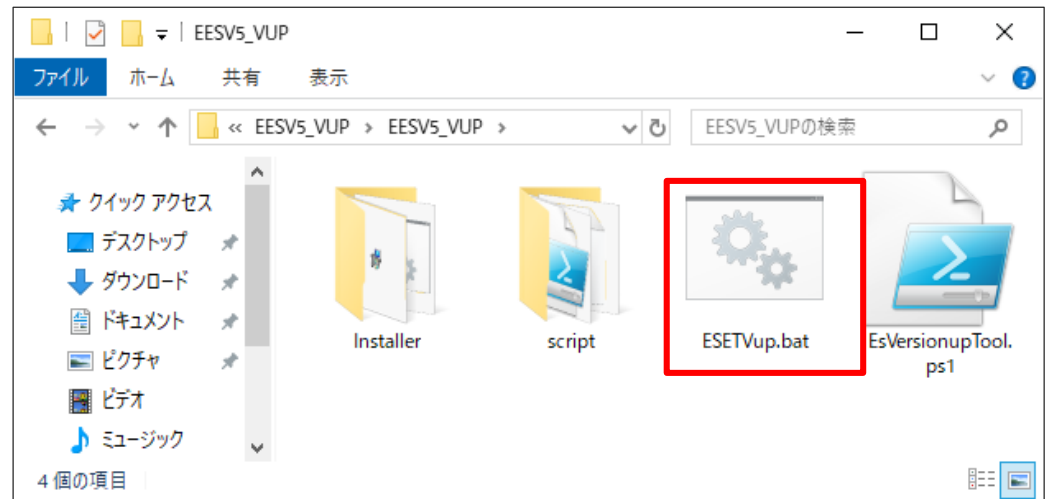 EESV5_VUP
ファイル ホーム 共有 表示
« EESV5_VUP > EESV5_VUP > EESV5_VUPの検索
クイック アクセス
デスクトップ
ダウンロード
ドキュメント
ピクチャ
ビデオ
ミュージック
Installer
script
ESETVup.bat
EsVersionupTool.
ps1
4 個の項目